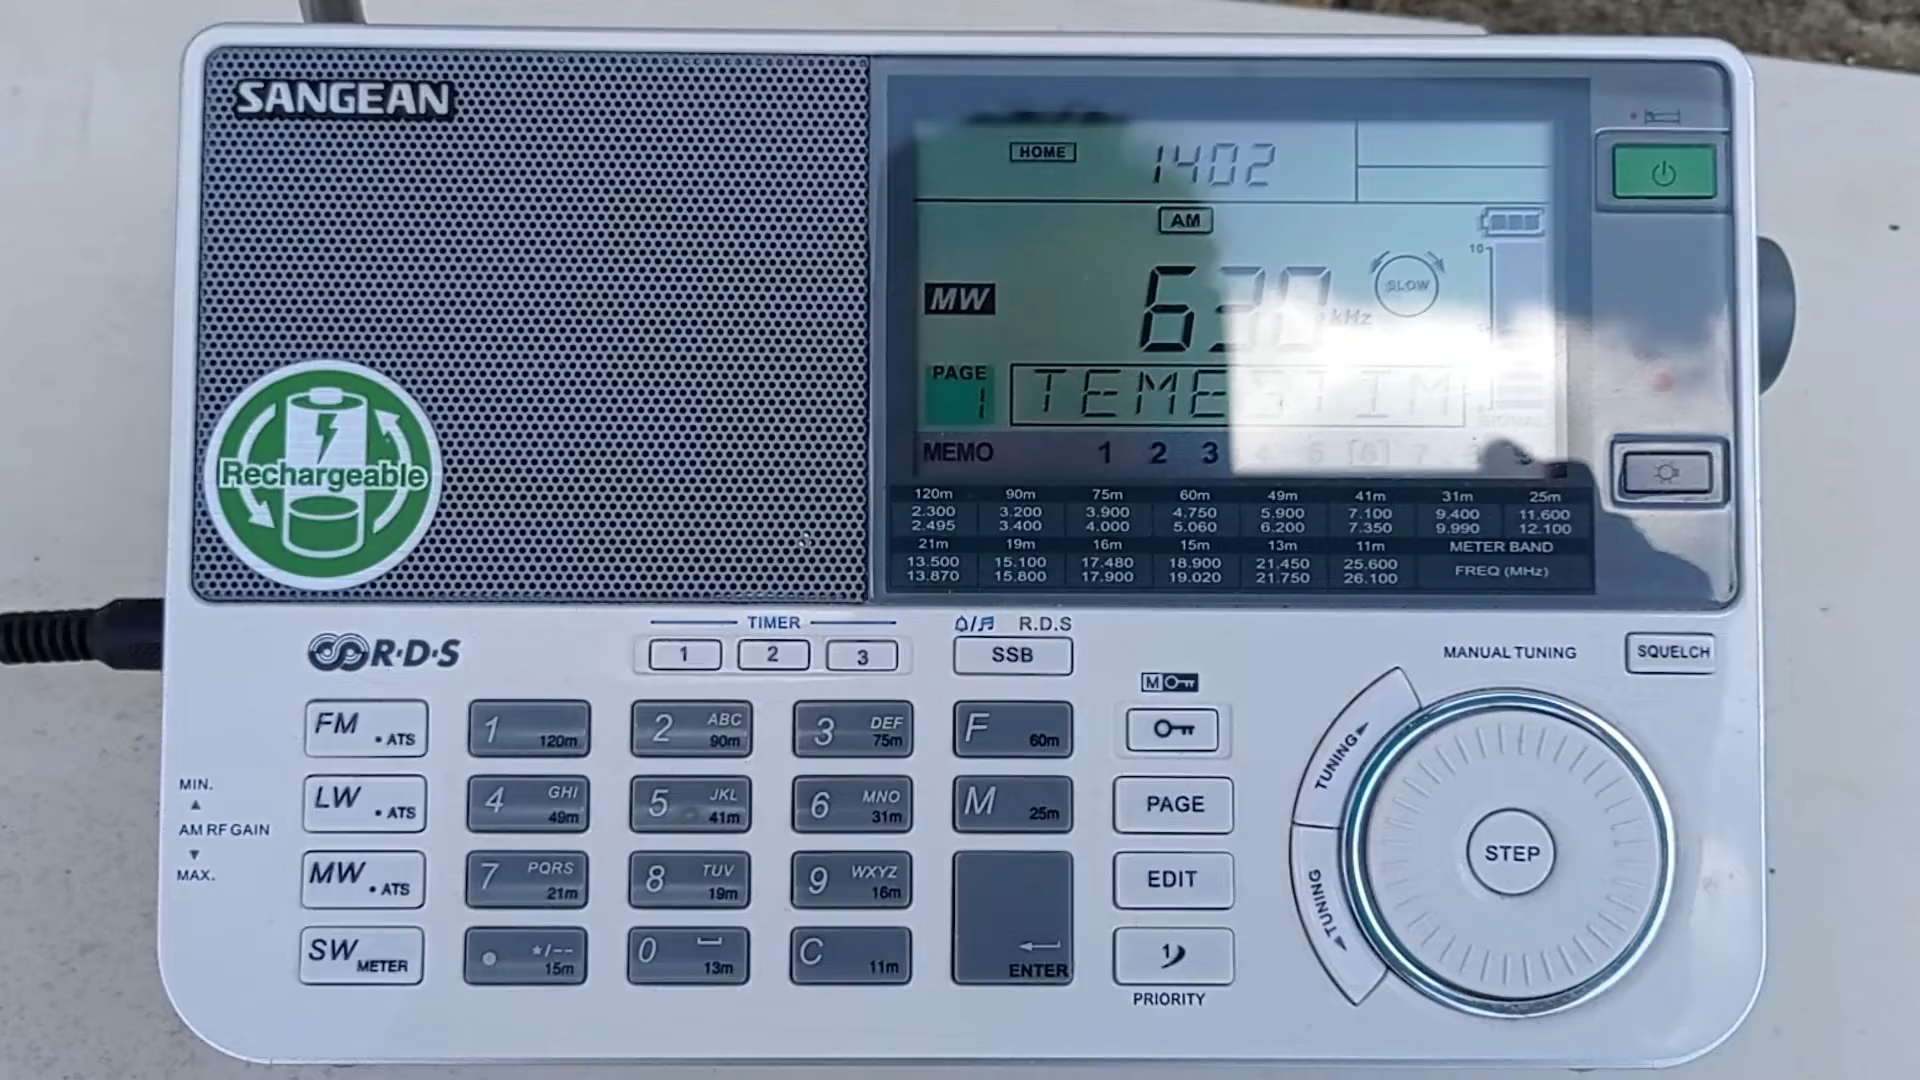 SANGEAN
HOME 1402
AM
10
MW 630 kHz SLOW
PAGE
1 TEMESTIM
SIGNAL
MEMO 1 2 3 4 5 6 7 8 9
120m 90m 75m 60m 49m 41m 31m 25m
2.300 3.200 3.900 4.750 5.900 7.100 9.400 11.600
2.495 3.400 4.000 5.060 6.200 7.350 9.990 12.100
21m 19m 16m 15m 13m 11m METER BAND
13.500 15.100 17.480 18.900 21.450 25.600 FREQ (MHz)
13.870 15.800 17.900 19.020 21.750 26.100
Rechargeable
R·D·S
TIMER
1 2 3
R.D.S
SSB
MANUAL TUNING
SQUELCH
M
FM • ATS
1 120m
2 ABC 90m
3 DEF 75m
F 60m
TUNING
MIN.
AM RF GAIN
MAX.
LW • ATS
4 GHI 49m
5 JKL 41m
6 MNO 31m
M 25m
PAGE
STEP
MW • ATS
7 PQRS 21m
8 TUV 19m
9 WXYZ 16m
ENTER
EDIT
TUNING
SW METER
• */-- 15m
0 13m
C 11m
1
PRIORITY